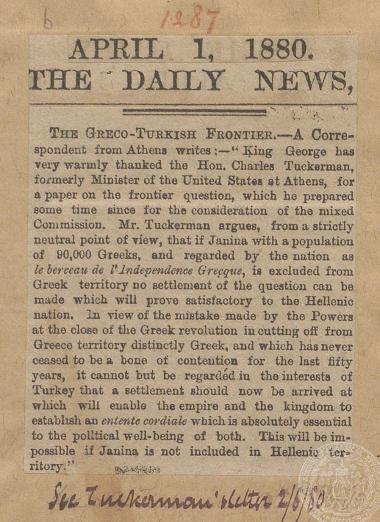 b
1287
APRIL 1, 1880.
THE DAILY NEWS,
THE GRECO-TURKISH FRONTIER.—A Corre-
spondent from Athens writes:—"King George has
very warmly thanked the Hon. Charles Tuckerman,
formerly Minister of the United States at Athens, for
a paper on the frontier question, which he prepared
some time since for the consideration of the mixed
Commission. Mr. Tuckerman argues, from a strictly
neutral point of view, that if Janina with a population
of 90,000 Greeks, and regarded by the nation as
le berceau de l'Independence Grecque, is excluded from
Greek territory no settlement of the question can be
made which will prove satisfactory to the Hellenic
nation. In view of the mistake made by the Powers
at the close of the Greek revolution in cutting off from
Greece territory distinctly Greek, and which has never
ceased to be a bone of contention for the last fifty
years, it cannot but be regarded in the interests of
Turkey that a settlement should now be arrived at
which will enable the empire and the kingdom to
establish an entente cordiale which is absolutely essential
to the political well-being of both. This will be im-
possible if Janina is not included in Hellenic ter-
ritory."
See Tuckerman's letter 2/6/80